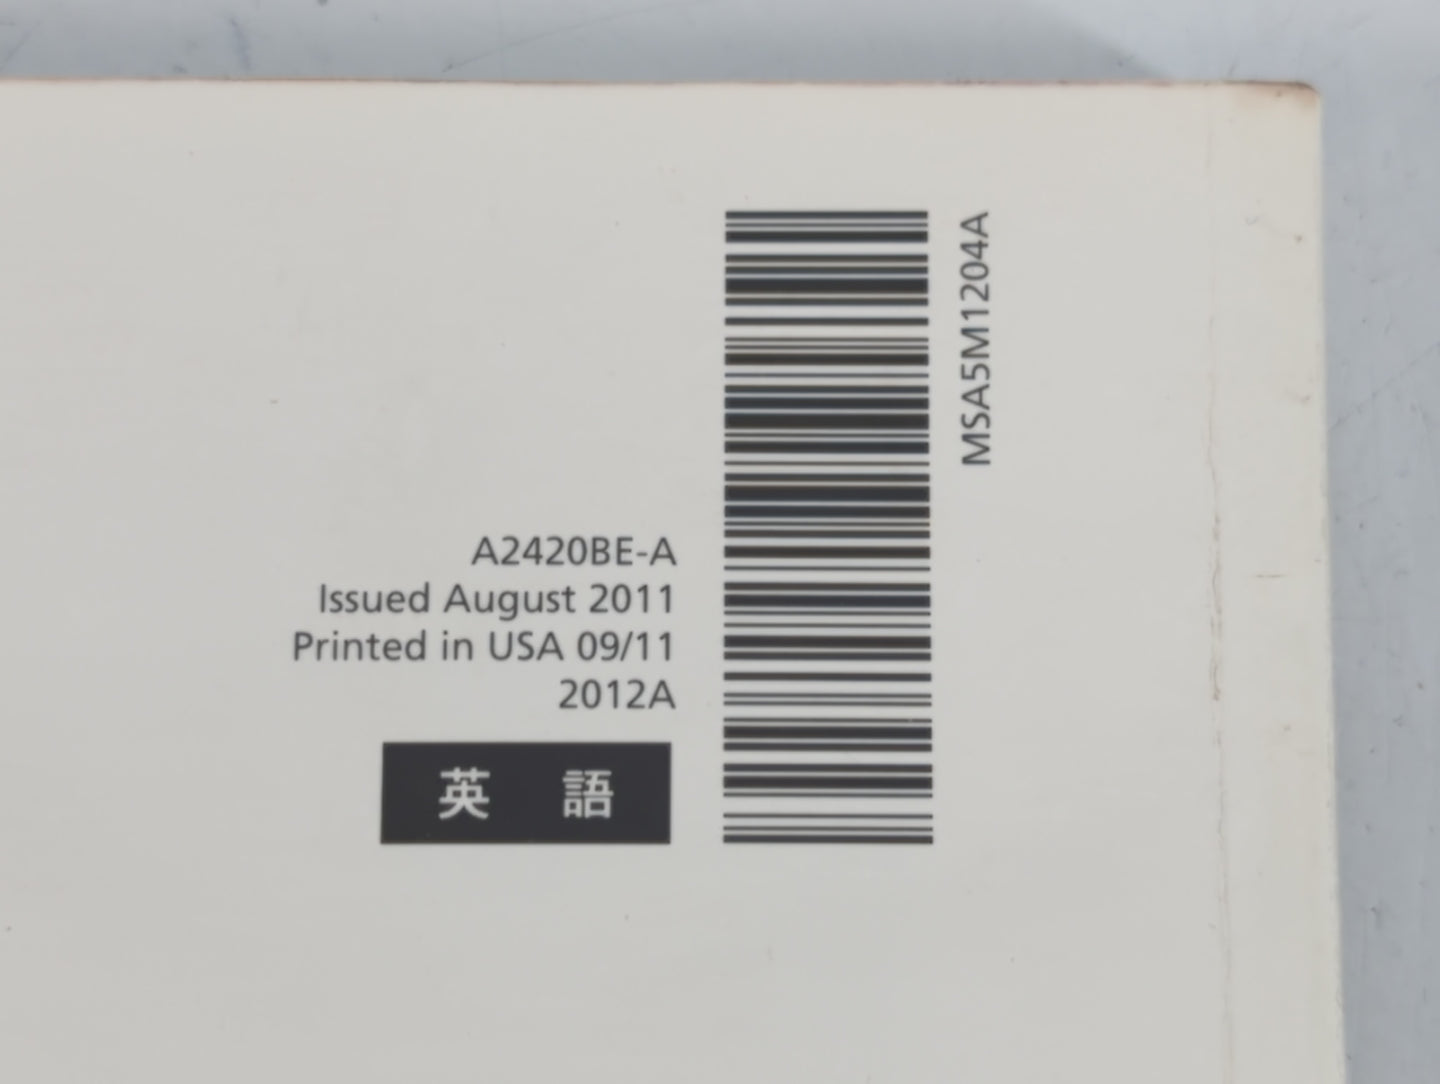 A2420BE-A
Issued August 2011
Printed in USA 09/11
2012A
英 語
MSA5M1204A